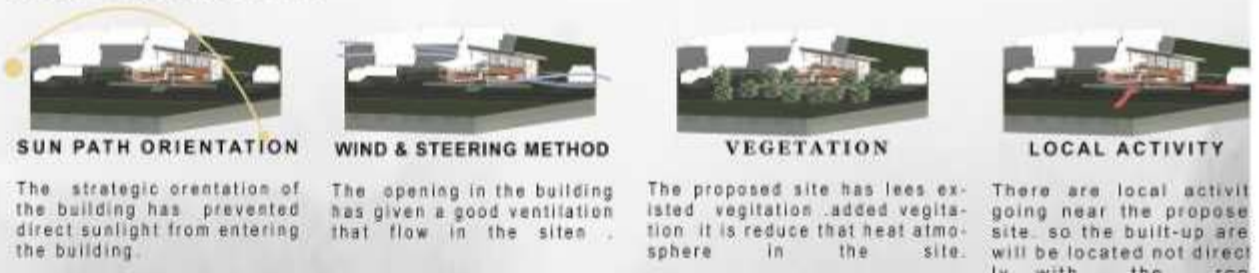 SUN PATH ORIENTATION
The strategic orentation of
the building has prevented
direct sunlight from entering
the building.
WIND & STEERING METHOD
The opening in the building
has given a good ventilation
that flow in the siten .
VEGETATION
The proposed site has lees ex-
isted vegitation .added vegita-
tion it is reduce that heat atmo-
sphere in the site.
LOCAL ACTIVITY
There are local activit
going near the propose
site. so the built-up are
will be located not direct
ly with the